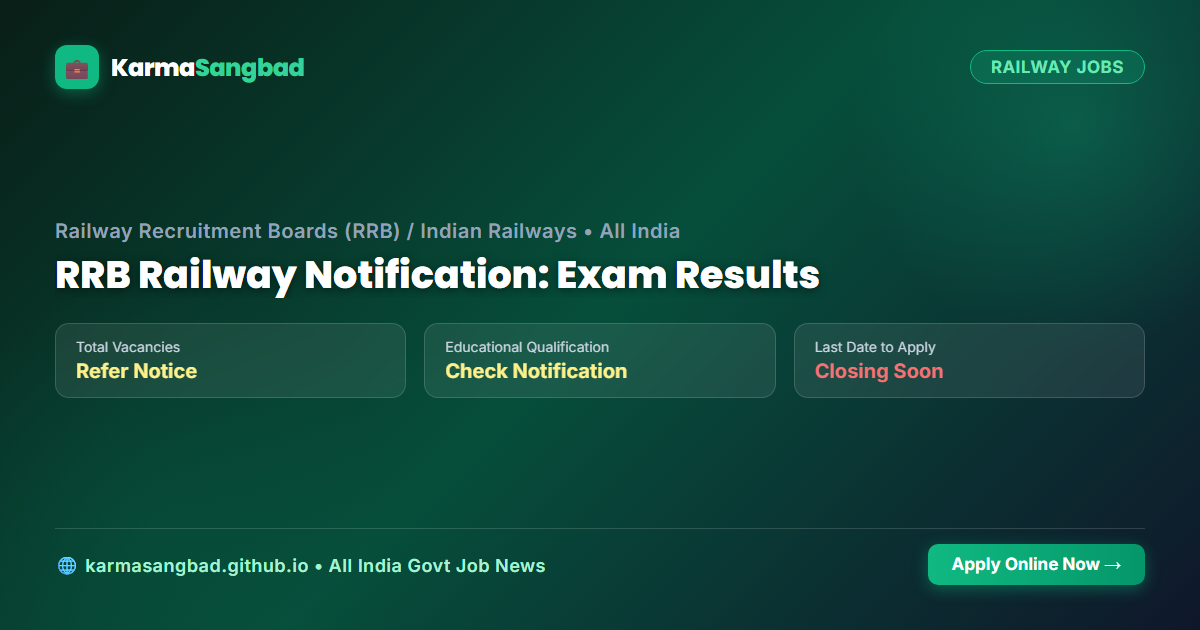 KarmaSangbad
RAILWAY JOBS
Railway Recruitment Boards (RRB) / Indian Railways • All India
RRB Railway Notification: Exam Results
Total Vacancies
Refer Notice
Educational Qualification
Check Notification
Last Date to Apply
Closing Soon
karmasangbad.github.io • All India Govt Job News
Apply Online Now →